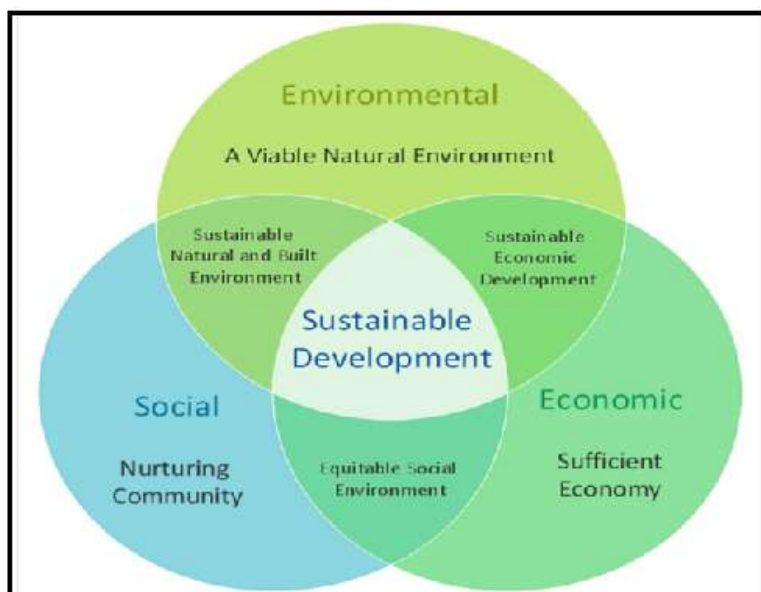 Environmental
A Viable Natural Environment
Sustainable
Natural and Built
Environment
Sustainable
Economic
Development
Sustainable
Development
Social
Nurturing
Community
Economic
Sufficient
Economy
Equitable Social
Environment